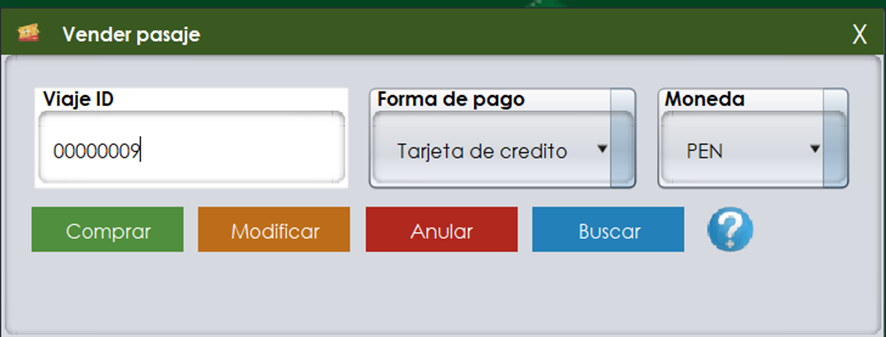 Vender pasaje X
Viaje ID Forma de pago Moneda
00000009 Tarjeta de credito PEN
Comprar Modificar Anular Buscar ?